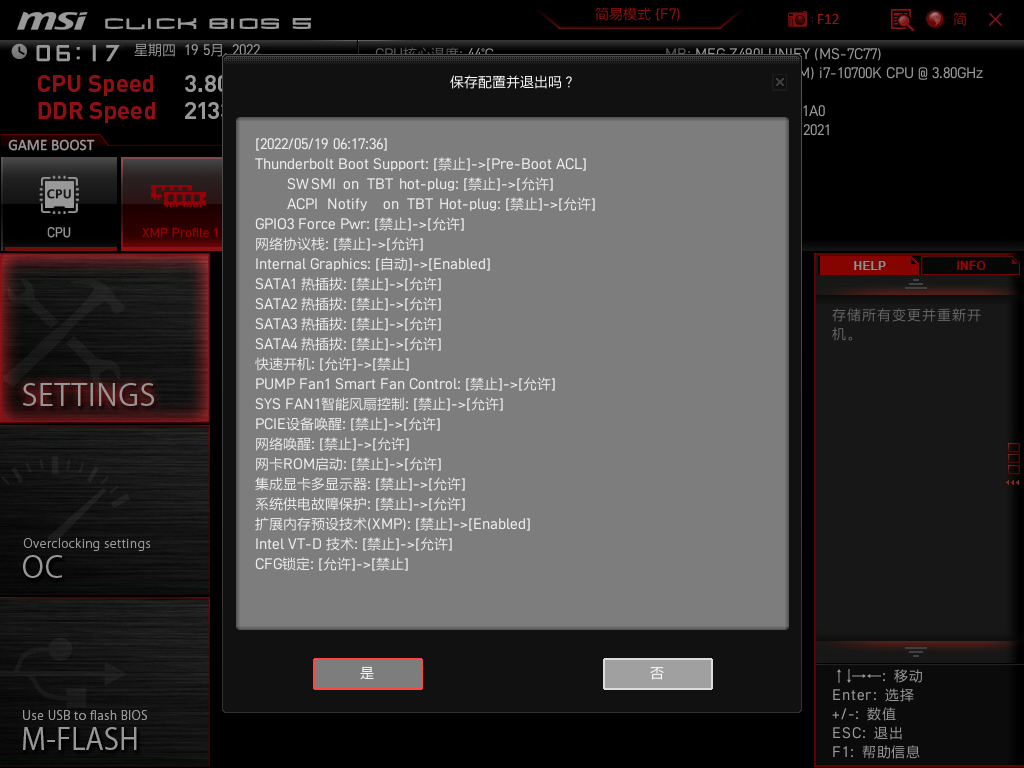 msi CLICK BIOS 5
简易模式 (F7)
F12
简
06:17
星期四 19 5月, 2022
CPU核心温度: 44°C
MB: MEG Z490I UNIFY (MS-7C77)
M) i7-10700K CPU @ 3.80GHz
1A0
2021
CPU Speed 3.80
DDR Speed 2133
GAME BOOST
CPU
CPU
XMP Profile 1
SETTINGS
Overclocking settings
OC
Use USB to flash BIOS
M-FLASH
保存配置并退出吗？
[2022/05/19 06:17:36]
Thunderbolt Boot Support: [禁止]->[Pre-Boot ACL]
SWSMI on TBT hot-plug: [禁止]->[允许]
ACPI Notify on TBT Hot-plug: [禁止]->[允许]
GPIO3 Force Pwr: [禁止]->[允许]
网络协议栈: [禁止]->[允许]
Internal Graphics: [自动]->[Enabled]
SATA1 热插拔: [禁止]->[允许]
SATA2 热插拔: [禁止]->[允许]
SATA3 热插拔: [禁止]->[允许]
SATA4 热插拔: [禁止]->[允许]
快速开机: [允许]->[禁止]
PUMP Fan1 Smart Fan Control: [禁止]->[允许]
SYS FAN1智能风扇控制: [禁止]->[允许]
PCIE设备唤醒: [禁止]->[允许]
网络唤醒: [禁止]->[允许]
网卡ROM启动: [禁止]->[允许]
集成显卡多显示器: [禁止]->[允许]
系统供电故障保护: [禁止]->[允许]
扩展内存预设技术(XMP): [禁止]->[Enabled]
Intel VT-D 技术: [禁止]->[允许]
CFG锁定: [允许]->[禁止]
是
否
HELP
INFO
存储所有变更并重新开
机。
↑↓→←: 移动
Enter: 选择
+/-: 数值
ESC: 退出
F1: 帮助信息